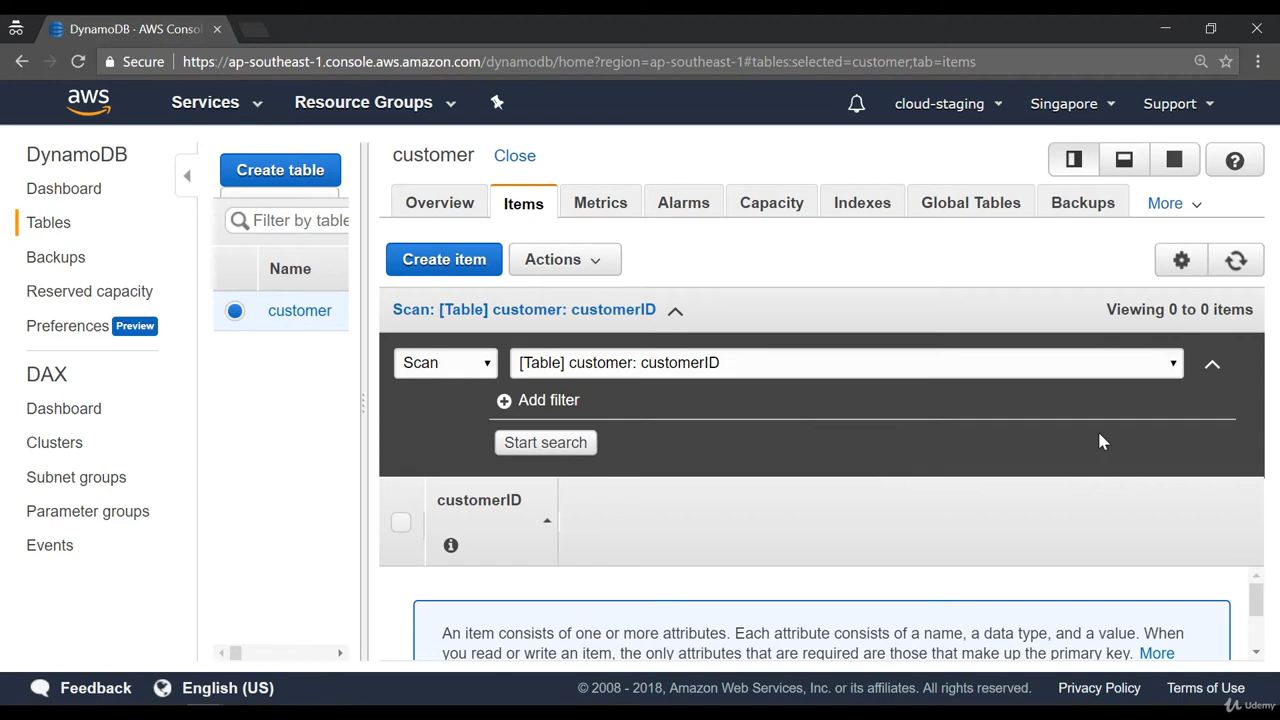 DynamoDB · AWS Consol
Secure
https://ap-southeast-1.console.aws.amazon.com/dynamodb/home?region=ap-southeast-1#tables:selected=customer;tab=items
aws
Services
Resource Groups
cloud-staging
Singapore
Support
DynamoDB
Dashboard
Tables
Backups
Reserved capacity
Preferences Preview
DAX
Dashboard
Clusters
Subnet groups
Parameter groups
Events
Create table
Filter by table
Name
customer
customer Close
Overview
Items
Metrics
Alarms
Capacity
Indexes
Global Tables
Backups
More
Create item
Actions
Scan: [Table] customer: customerID
Viewing 0 to 0 items
Scan
[Table] customer: customerID
Add filter
Start search
customerID
An item consists of one or more attributes. Each attribute consists of a name, a data type, and a value. When
you read or write an item, the only attributes that are required are those that make up the primary key. More
Feedback
English (US)
© 2008 - 2018, Amazon Web Services, Inc. or its affiliates. All rights reserved.
Privacy Policy
Terms of Use
Udemy